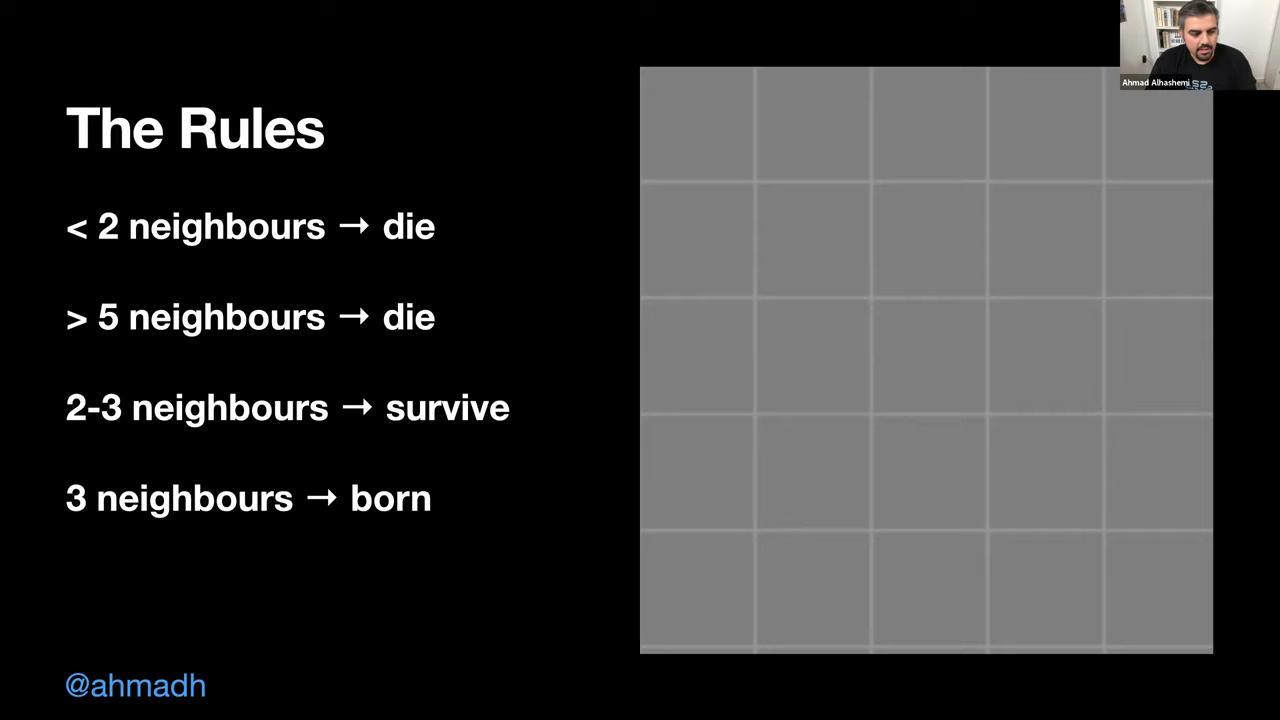 The Rules
< 2 neighbours → die
> 5 neighbours → die
2-3 neighbours → survive
3 neighbours → born
@ahmadh
Ahmad Alhashemi